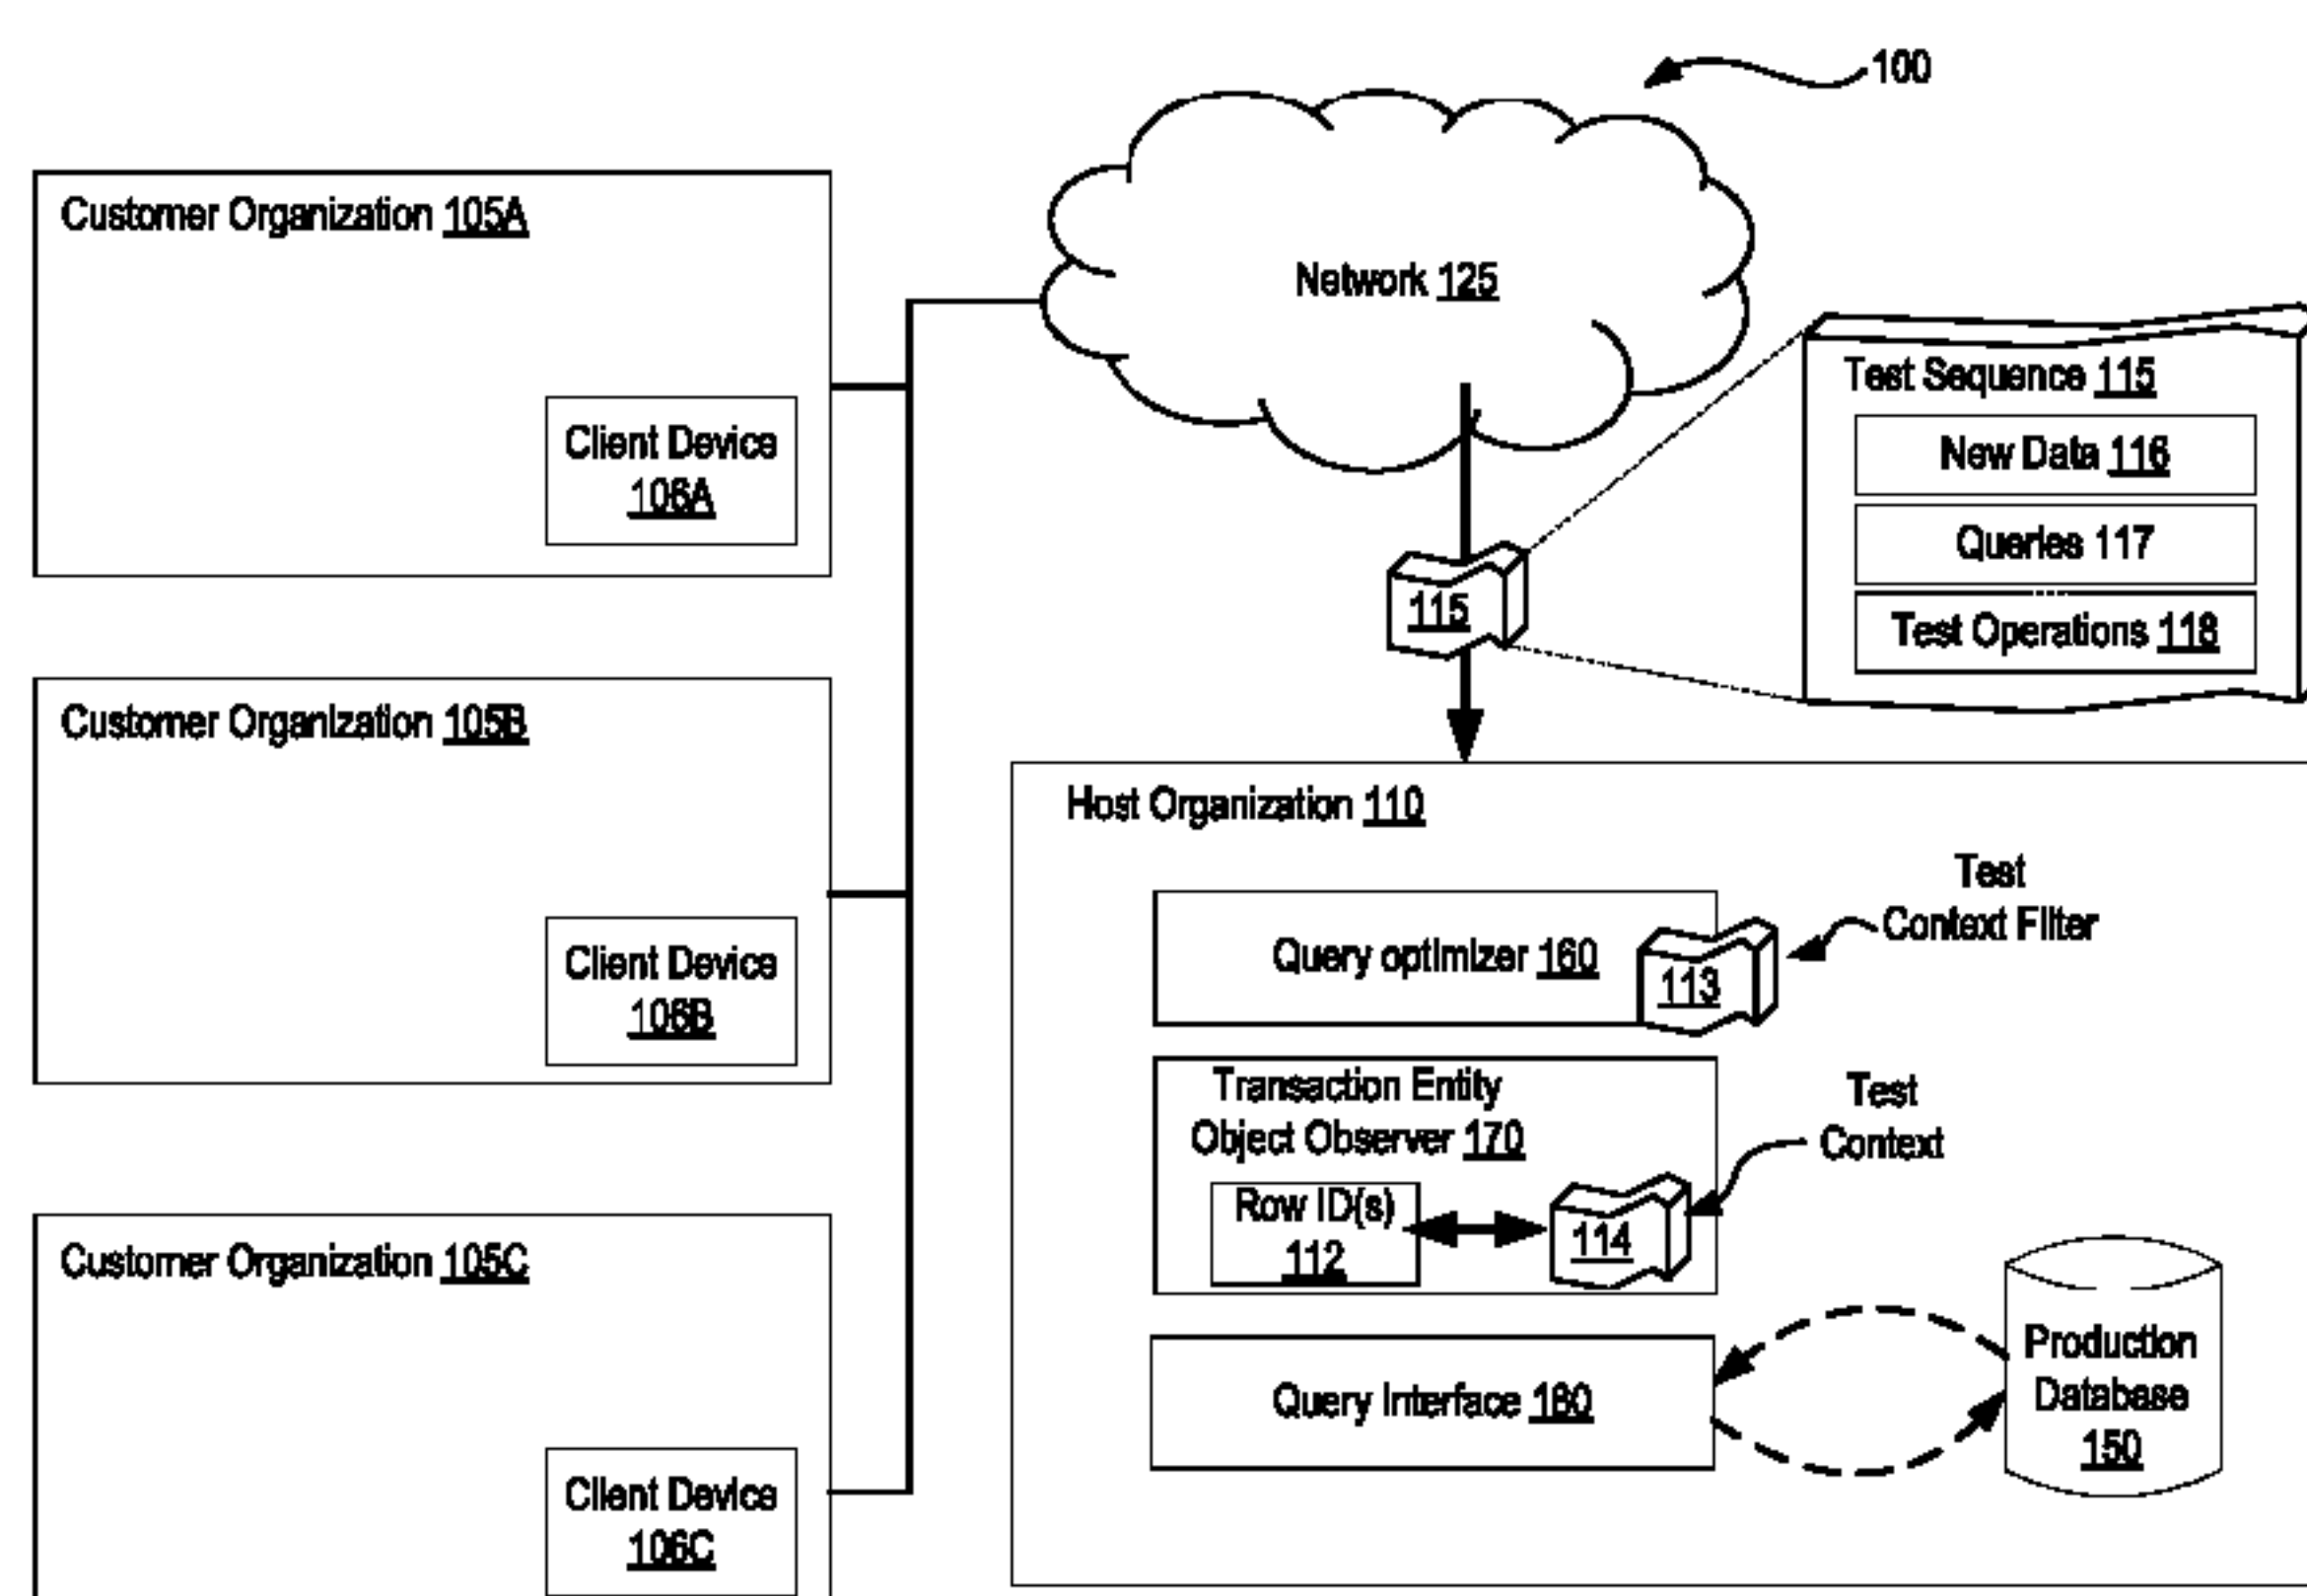 100
Customer Organization 105A
Client Device
106A
Network 125
Test Sequence 115
New Data 116
Queries 117
Test Operations 118
115
Customer Organization 105B
Client Device
106B
Host Organization 110
Query optimizer 160
113
Test
Context Filter
Transaction Entity
Object Observer 170
Row ID(s)
112
114
Test
Context
Customer Organization 105C
Client Device
106C
Query Interface 180
Production
Database
150